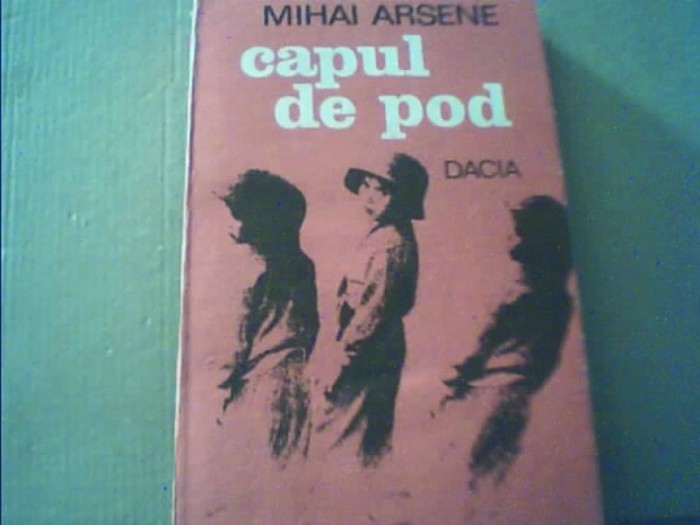 MIHAI ARSENE
capul
de pod
DACIA